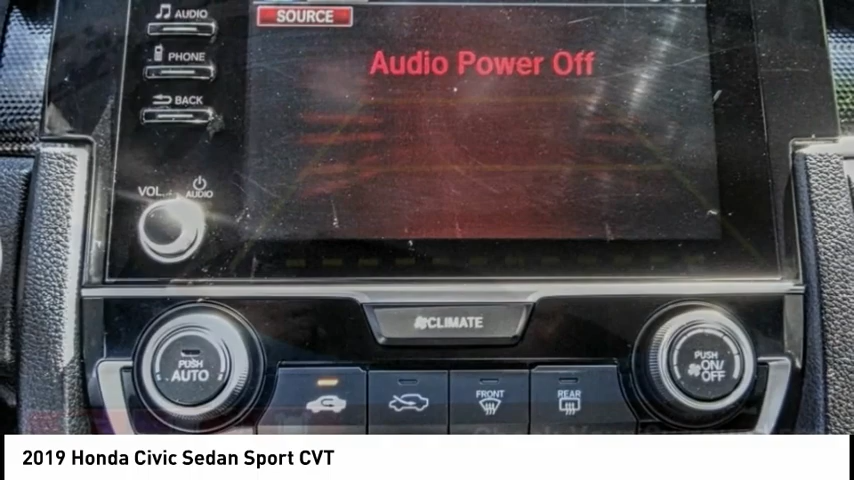 AUDIO
SOURCE
PHONE
Audio Power Off
BACK
VOL.
AUDIO
CLIMATE
PUSH
AUTO
PUSH
ON/
OFF
FRONT
REAR
2019 Honda Civic Sedan Sport CVT